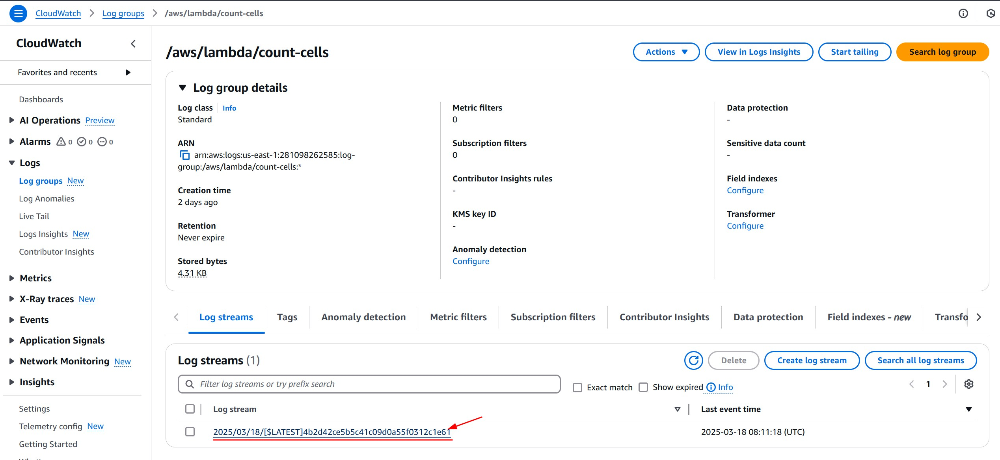 CloudWatch > Log groups > /aws/lambda/count-cells
CloudWatch
Favorites and recents
Dashboards
AI Operations Preview
Alarms 0 0 0
Logs
Log groups New
Log Anomalies
Live Tail
Logs Insights New
Contributor Insights
Metrics
X-Ray traces New
Events
Application Signals
Network Monitoring New
Insights
Settings
Telemetry config New
Getting Started
/aws/lambda/count-cells
Actions
View in Logs Insights
Start tailing
Search log group
Log group details
Log class Info
Standard
ARN
arn:aws:logs:us-east-1:281098262585:log-
group:/aws/lambda/count-cells:*
Creation time
2 days ago
Retention
Never expire
Stored bytes
4.31 KB
Metric filters
0
Subscription filters
0
Contributor Insights rules
-
KMS key ID
-
Anomaly detection
Configure
Data protection
-
Sensitive data count
-
Field indexes
Configure
Transformer
Configure
Log streams Tags Anomaly detection Metric filters Subscription filters Contributor Insights Data protection Field indexes - new Transfo
Log streams (1)
Delete
Create log stream
Search all log streams
Filter log streams or try prefix search
Exact match Show expired Info
1
Log stream Last event time
2025/03/18/[$LATEST]4b2d42ce5b5c41c09d0a55f0312c1e61 2025-03-18 08:11:18 (UTC)